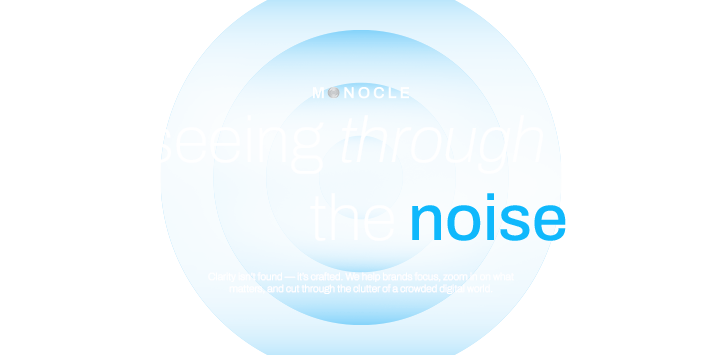 MONOCLE
seeing through
the noise
Clarity isn't found — it's crafted. We help brands focus, zoom in on what
matters, and cut through the clutter of a crowded digital world.